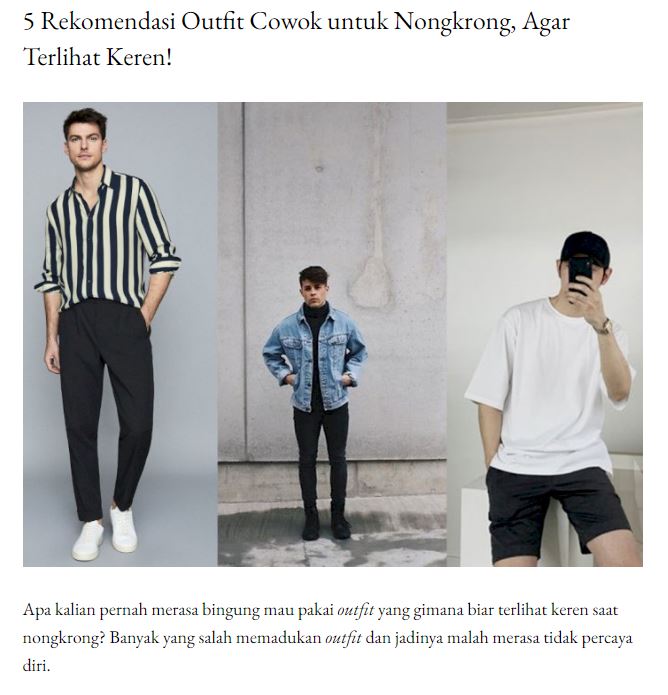 5 Rekomendasi Outfit Cowok untuk Nongkrong, Agar
Terlihat Keren!
Apa kalian pernah merasa bingung mau pakai outfit yang gimana biar terlihat keren saat
nongkrong? Banyak yang salah memadukan outfit dan jadinya malah merasa tidak percaya
diri.